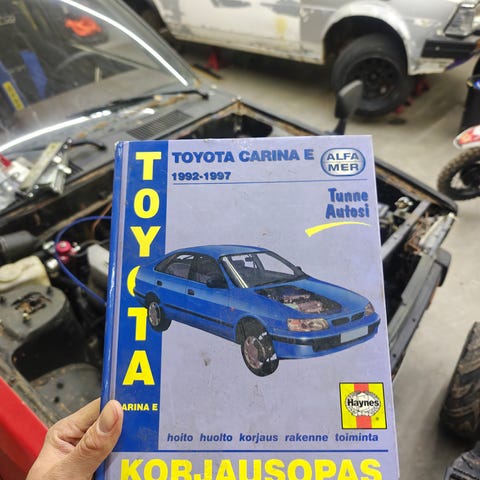 TOYOTA
CARINA E
TOYOTA CARINA E
1992-1997
ALFA
MER
Tunne
Autosi
Haynes
hoito huolto korjaus rakenne toiminta
KORJAUSOPAS